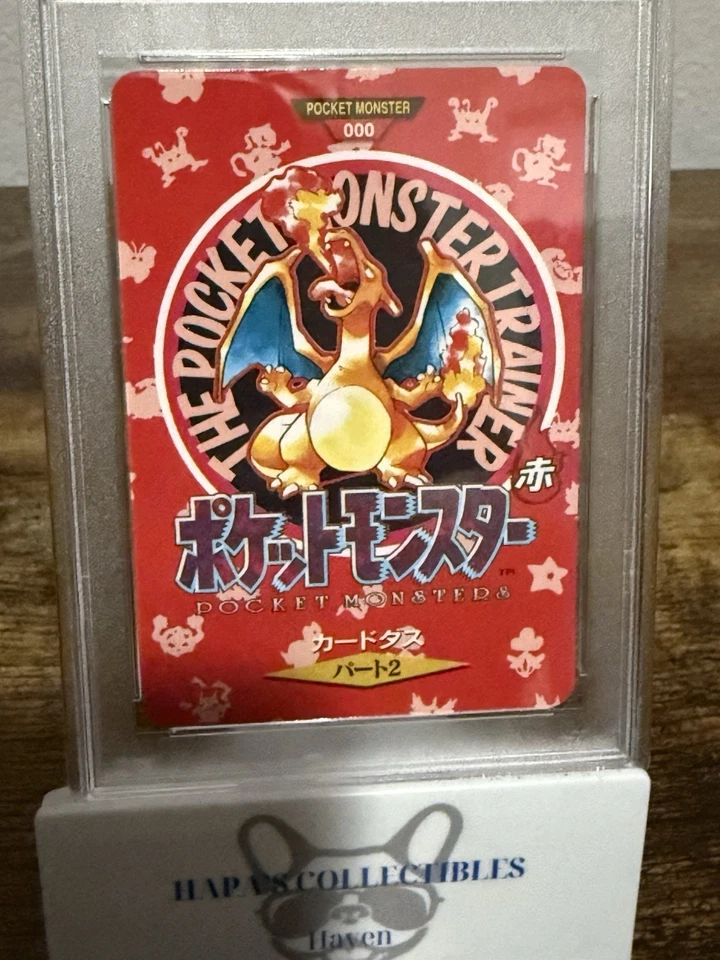 POCKET MONSTER
000
THE POCKET MONSTER TRAINER
赤
ポケットモンスター
TM
POCKET MONSTERS
カードダス
パート2
HAPA'S COLLECTIBLES
Haven